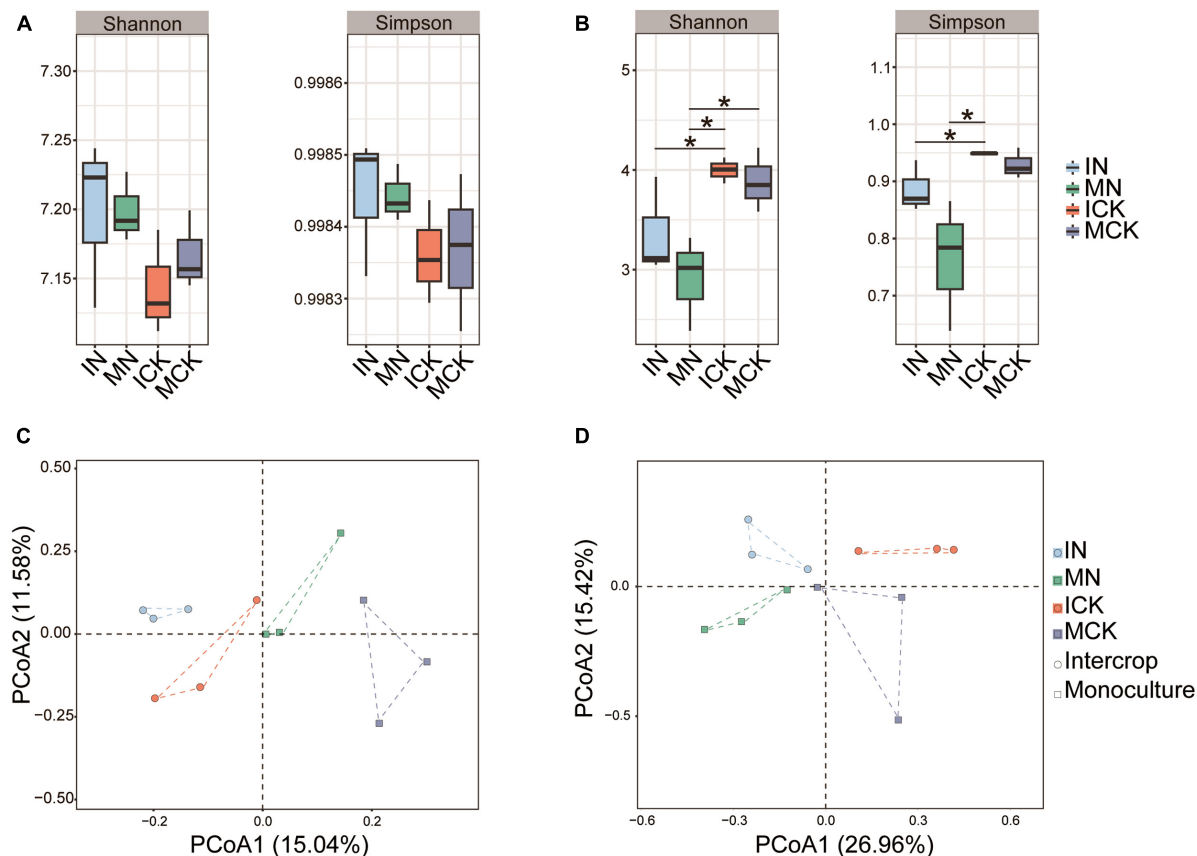 A
Shannon
Simpson
7.30
7.25
7.20
7.15
0.9986
0.9985
0.9984
0.9983
IN
MN
ICK
MCK
IN
MN
ICK
MCK
B
Shannon
Simpson
5
4
3
*
*
*
1.1
1.0
0.9
0.8
0.7
*
*
IN
MN
ICK
MCK
IN
MN
ICK
MCK
IN
MN
ICK
MCK
C
PCoA2 (11.58%)
0.50
0.25
0.00
−0.25
−0.50
−0.2
0.0
0.2
PCoA1 (15.04%)
D
PCoA2 (15.42%)
0.0
−0.5
−0.6
−0.3
0.0
0.3
0.6
PCoA1 (26.96%)
IN
MN
ICK
MCK
Intercrop
Monoculture